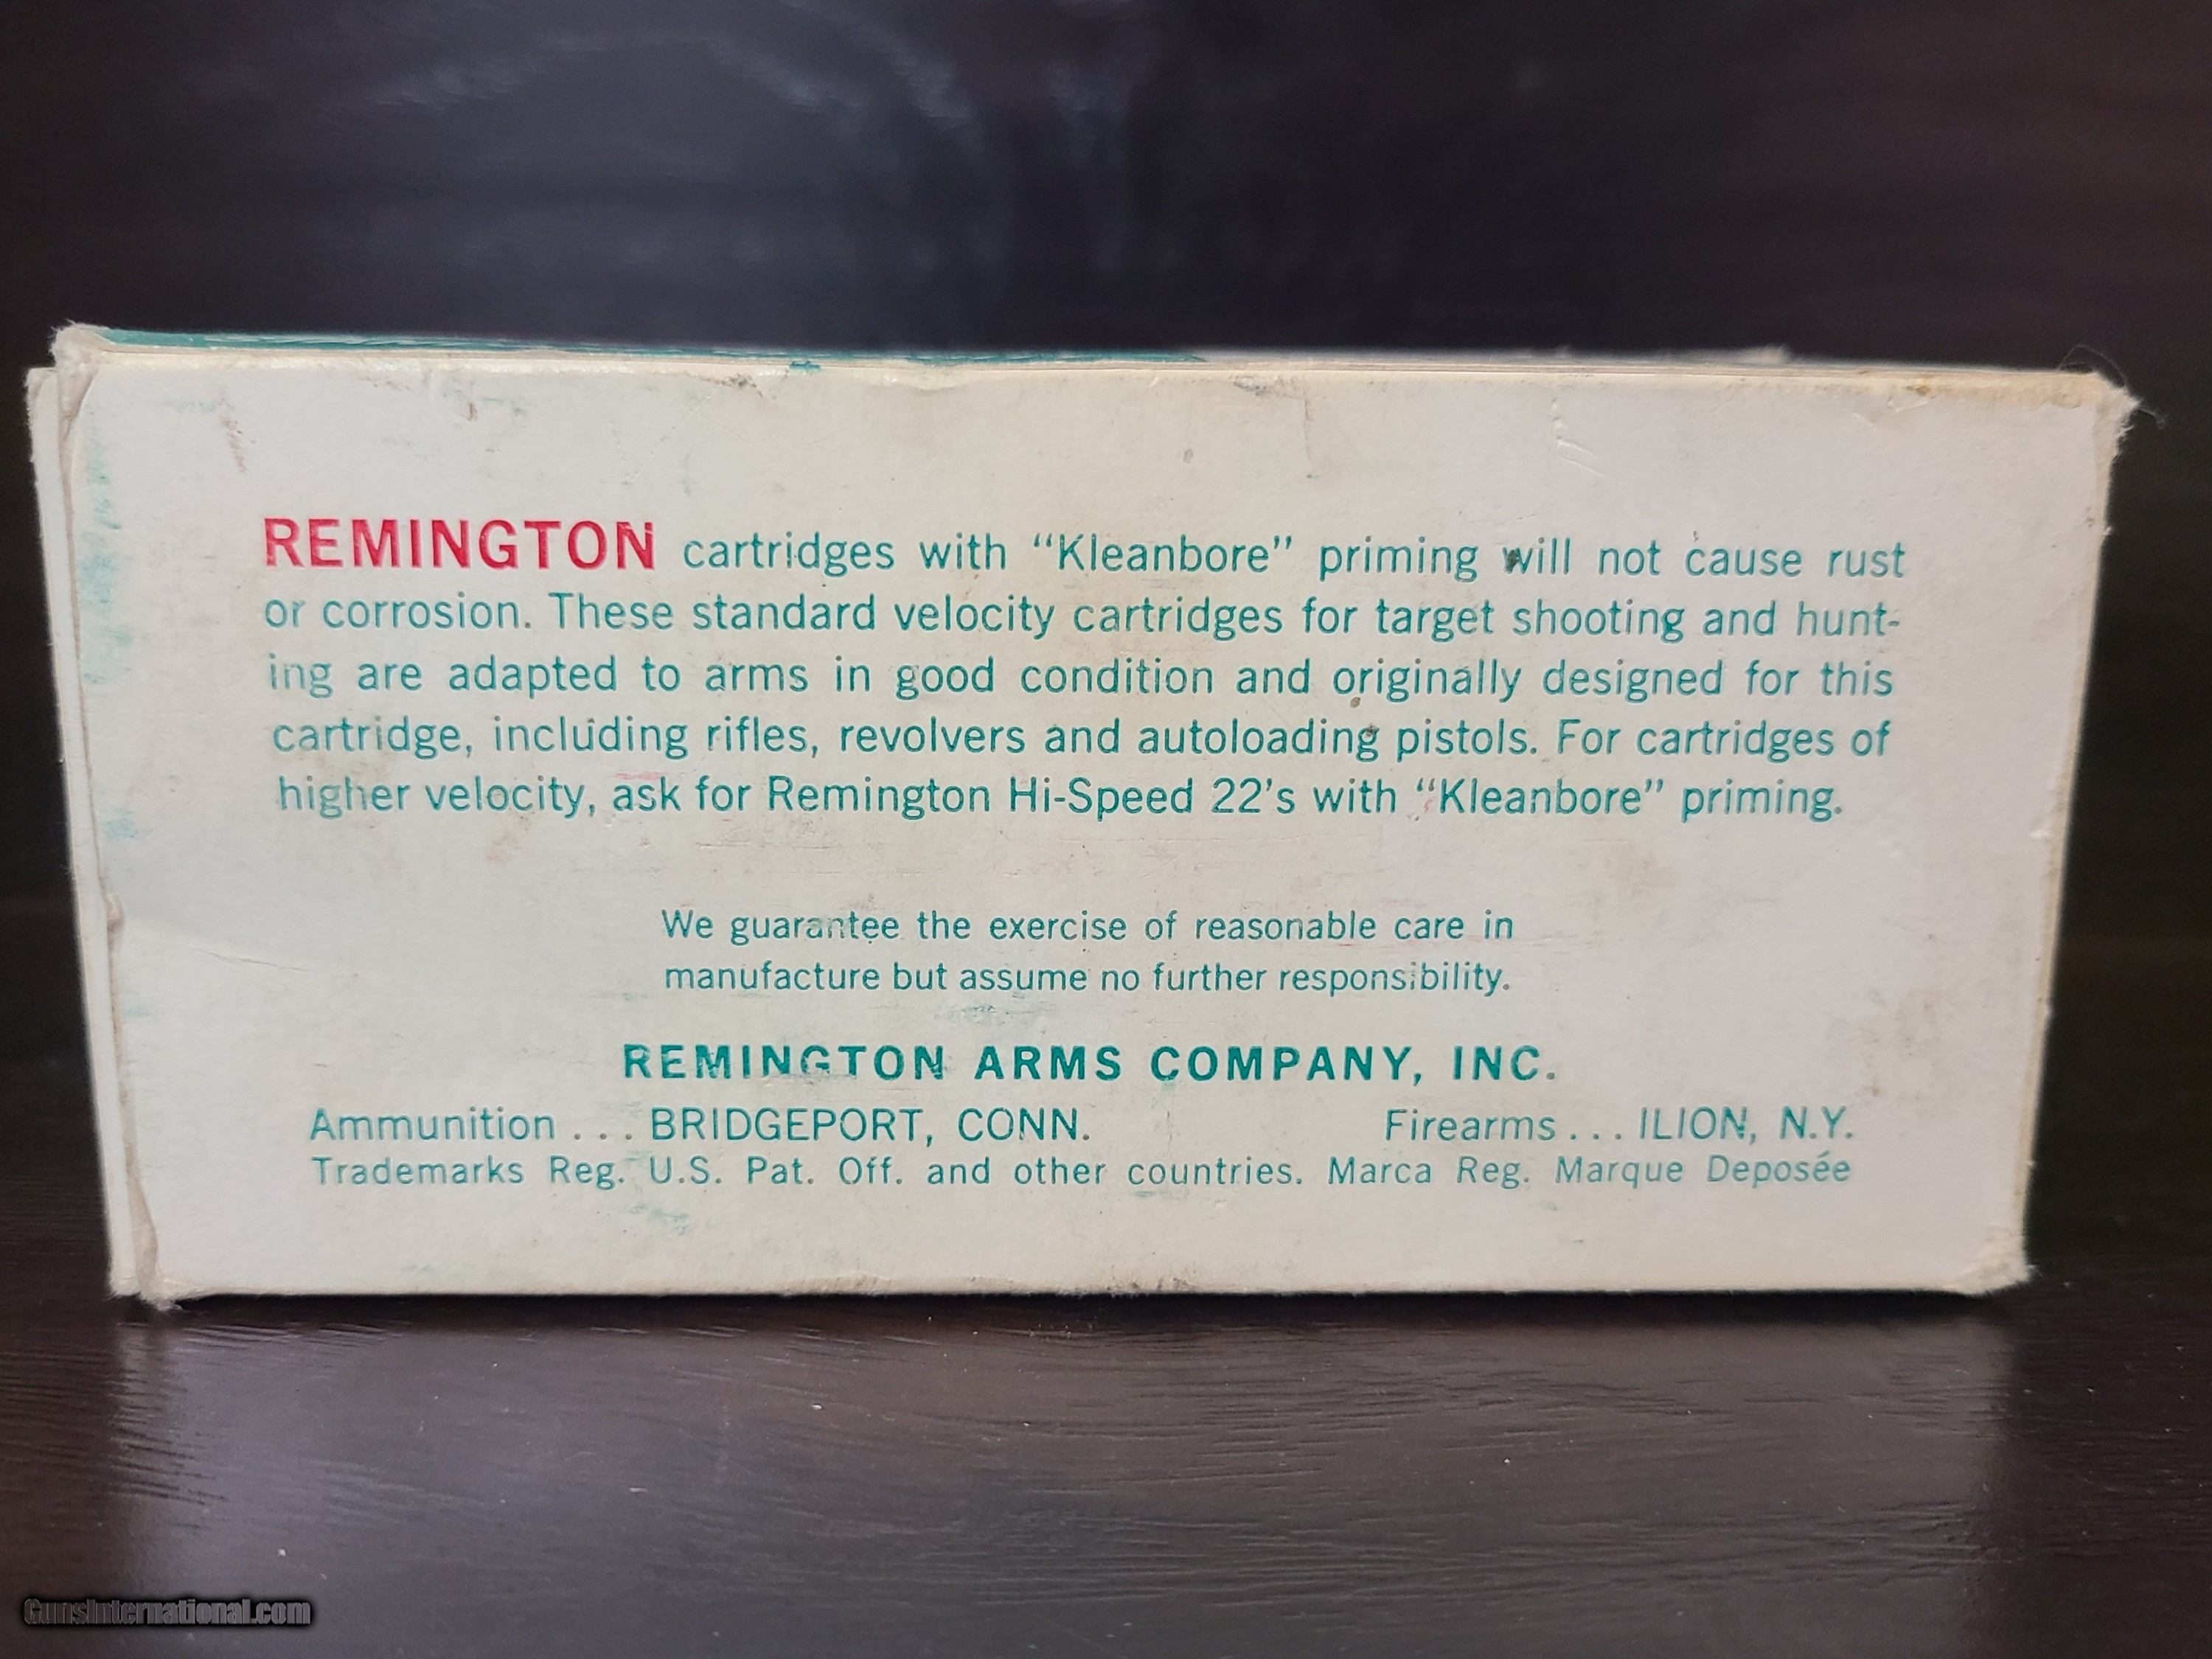 REMINGTON cartridges with “Kleanbore” priming will not cause rust
or corrosion. These standard velocity cartridges for target shooting and hunt-
ing are adapted to arms in good condition and originally designed for this
cartridge, including rifles, revolvers and autoloading pistols. For cartridges of
higher velocity, ask for Remington Hi-Speed 22’s with “Kleanbore” priming.
We guarantee the exercise of reasonable care in
manufacture but assume no further responsibility.
REMINGTON ARMS COMPANY, INC.
Ammunition . . . BRIDGEPORT, CONN. Firearms . . . ILION, N.Y.
Trademarks Reg. U.S. Pat. Off. and other countries. Marca Reg. Marque Deposée
GunsInternational.com